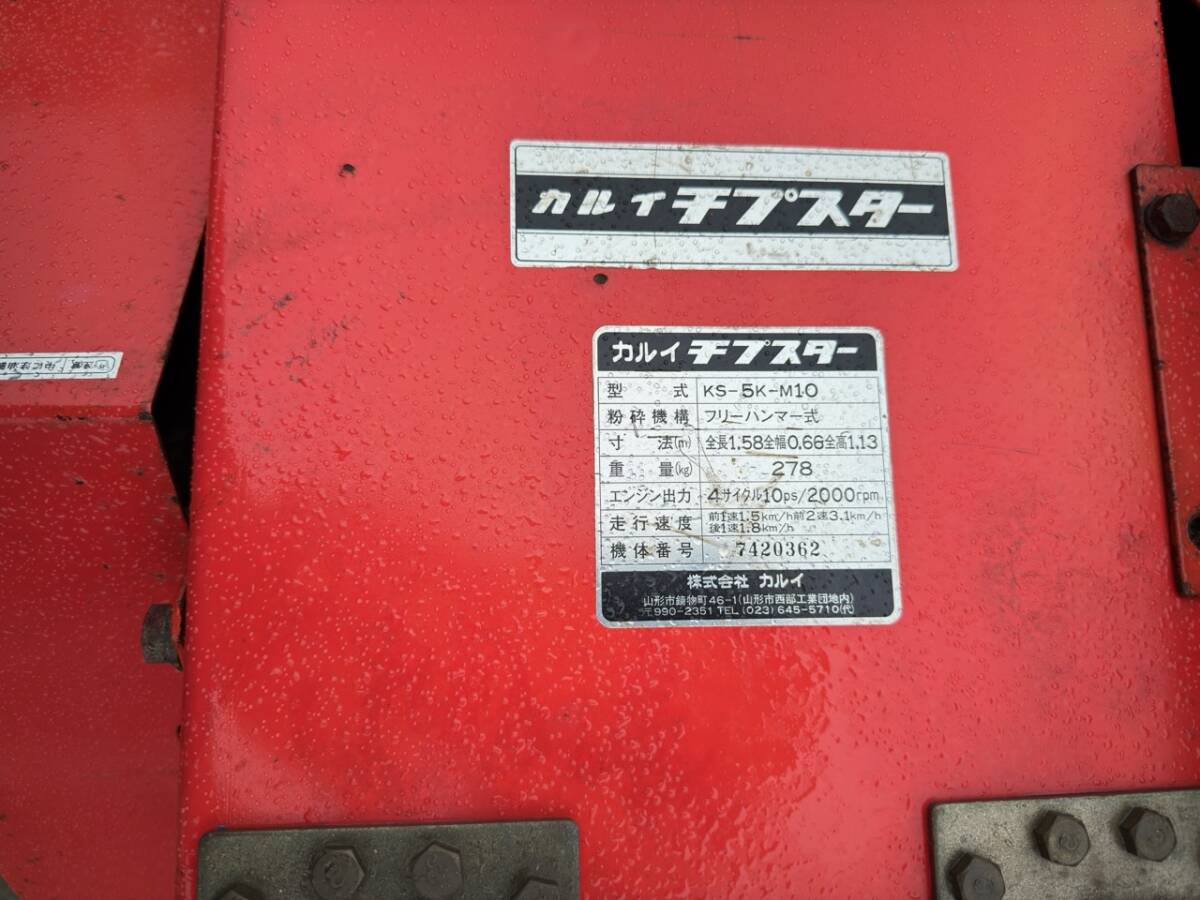 カルイ チプスター
カルイ チプスター
型 式 KS-5K-M10
粉砕機構 フリーハンマー式
寸 法(m) 全長1.58全幅0.66全高1.13
重 量(kg) 278
エンジン出力 4サイクル10ps/2000rpm
走行速度 前1速1.5km/h前2速3.1km/h
後1速1.8km/h
機体番号 7420362
株式会社 カルイ
山形市鋳物町46-1(山形市西部工業団地内)
〒990-2351 TEL(023)645-5710(代)